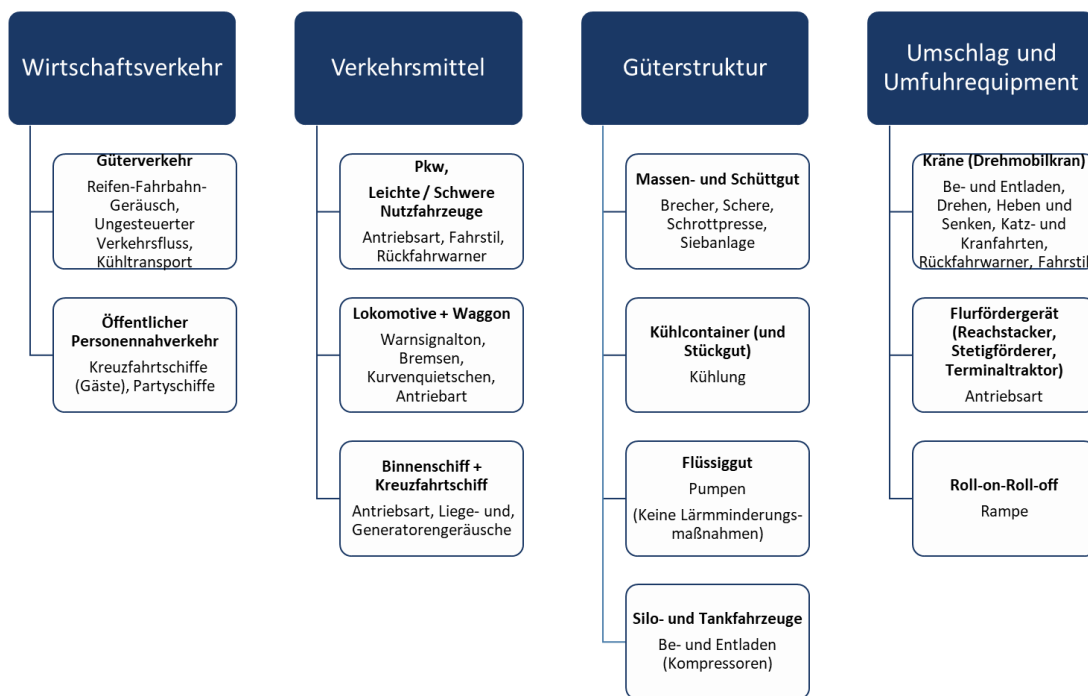 Wirtschaftsverkehr
Güterverkehr
Reifen-Fahrbahn-
Geräusch,
Ungesteuerter
Verkehrsfluss,
Kühltransport
Öffentlicher
Personennahverkehr
Kreuzfahrtschiffe
(Gäste), Partyschiffe
Verkehrsmittel
Pkw,
Leichte / Schwere
Nutzfahrzeuge
Antriebsart, Fahrstil,
Rückfahrwarner
Lokomotive + Waggon
Warnsignalton,
Bremsen,
Kurvenquietschen,
Antriebart
Binnenschiff +
Kreuzfahrtschiff
Antriebsart, Liege- und,
Generatorengeräusche
Güterstruktur
Massen- und Schüttgut
Brecher, Schere,
Schrottpresse,
Siebanlage
Kühlcontainer (und
Stückgut)
Kühlung
Flüssiggut
Pumpen
(Keine Lärmminderungs-
maßnahmen)
Silo- und Tankfahrzeuge
Be- und Entladen
(Kompressoren)
Umschlag und
Umfuhrequipment
Kräne (Drehmobilkran)
Be- und Entladen,
Drehen, Heben und
Senken, Katz- und
Kranfahrten,
Rückfahrwarner, Fahrstil
Flurfördergerät
(Reachstacker,
Stetigförderer,
Terminaltraktor)
Antriebsart
Roll-on-Roll-off
Rampe